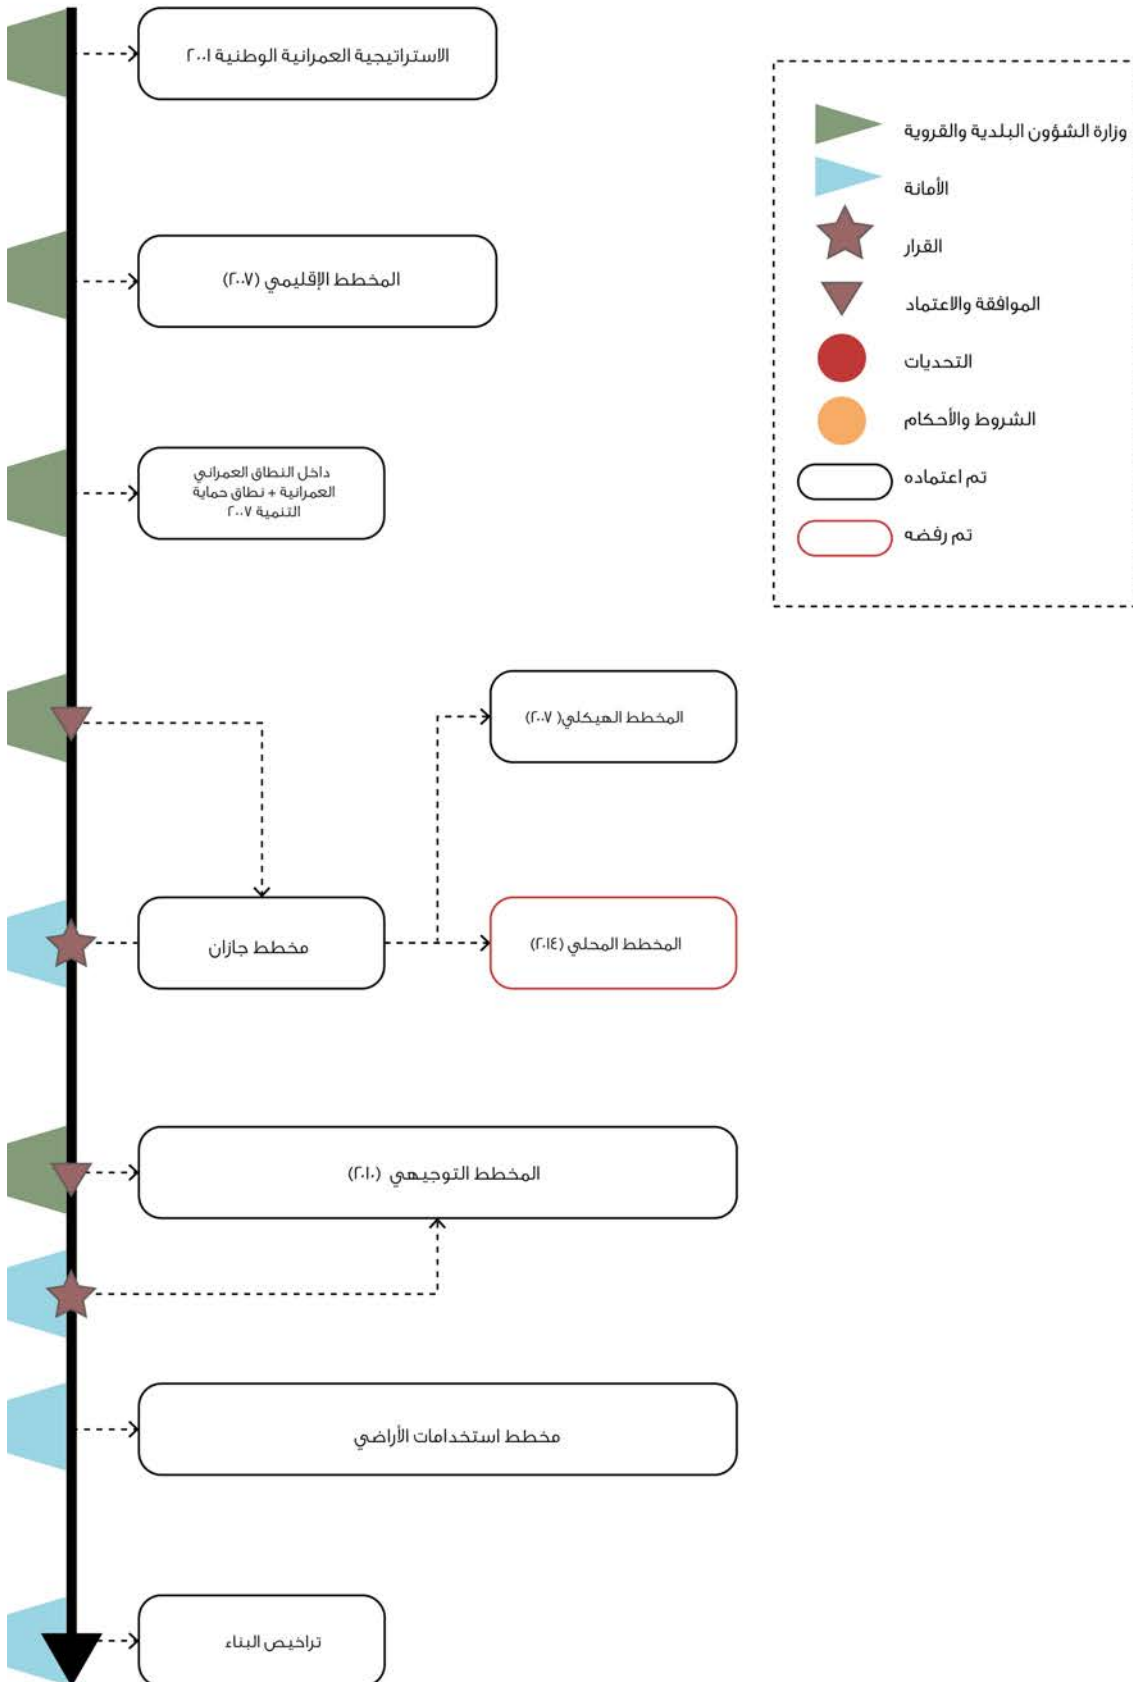 الاستراتيجية العمرانية الوطنية ٢٠٠١
وزارة الشؤون البلدية والقروية
الأمانة
القرار
الموافقة والاعتماد
التحديات
الشروط والأحكام
تم اعتماده
تم رفضه
المخطط الإقليمي (٢٠٠٧)
داخل النطاق العمراني
العمرانية + نطاق حماية
التنمية ٢٠٠٧
المخطط الهيكلي( ٢٠٠٧)
مخطط جازان
المخطط المحلي (٢٠١٤)
المخطط التوجيهي (٢٠١٠)
مخطط استخدامات الأراضي
تراخيص البناء